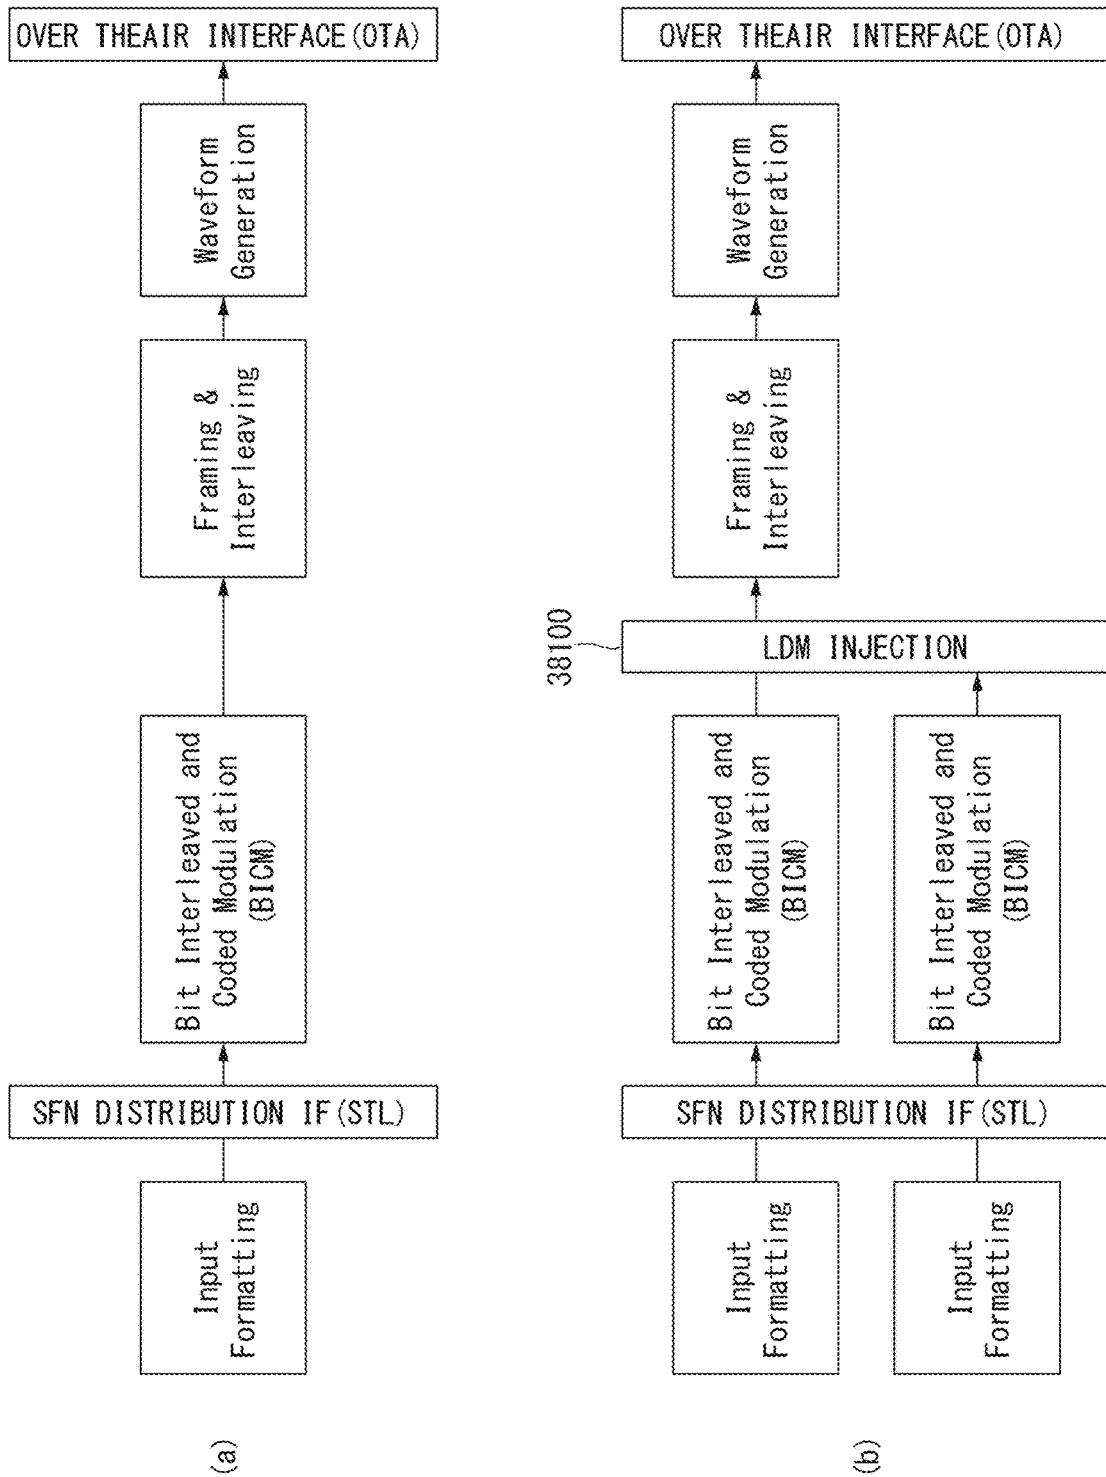 (a)
Input
Formatting
SFN DISTRIBUTION IF(STL)
Bit Interleaved and
Coded Modulation
(BICM)
Framing &
Interleaving
Waveform
Generation
OVER THEAIR INTERFACE(OTA)
(b)
Input
Formatting
Input
Formatting
SFN DISTRIBUTION IF(STL)
Bit Interleaved and
Coded Modulation
(BICM)
Bit Interleaved and
Coded Modulation
(BICM)
38100
LDM INJECTION
Framing &
Interleaving
Waveform
Generation
OVER THEAIR INTERFACE(OTA)